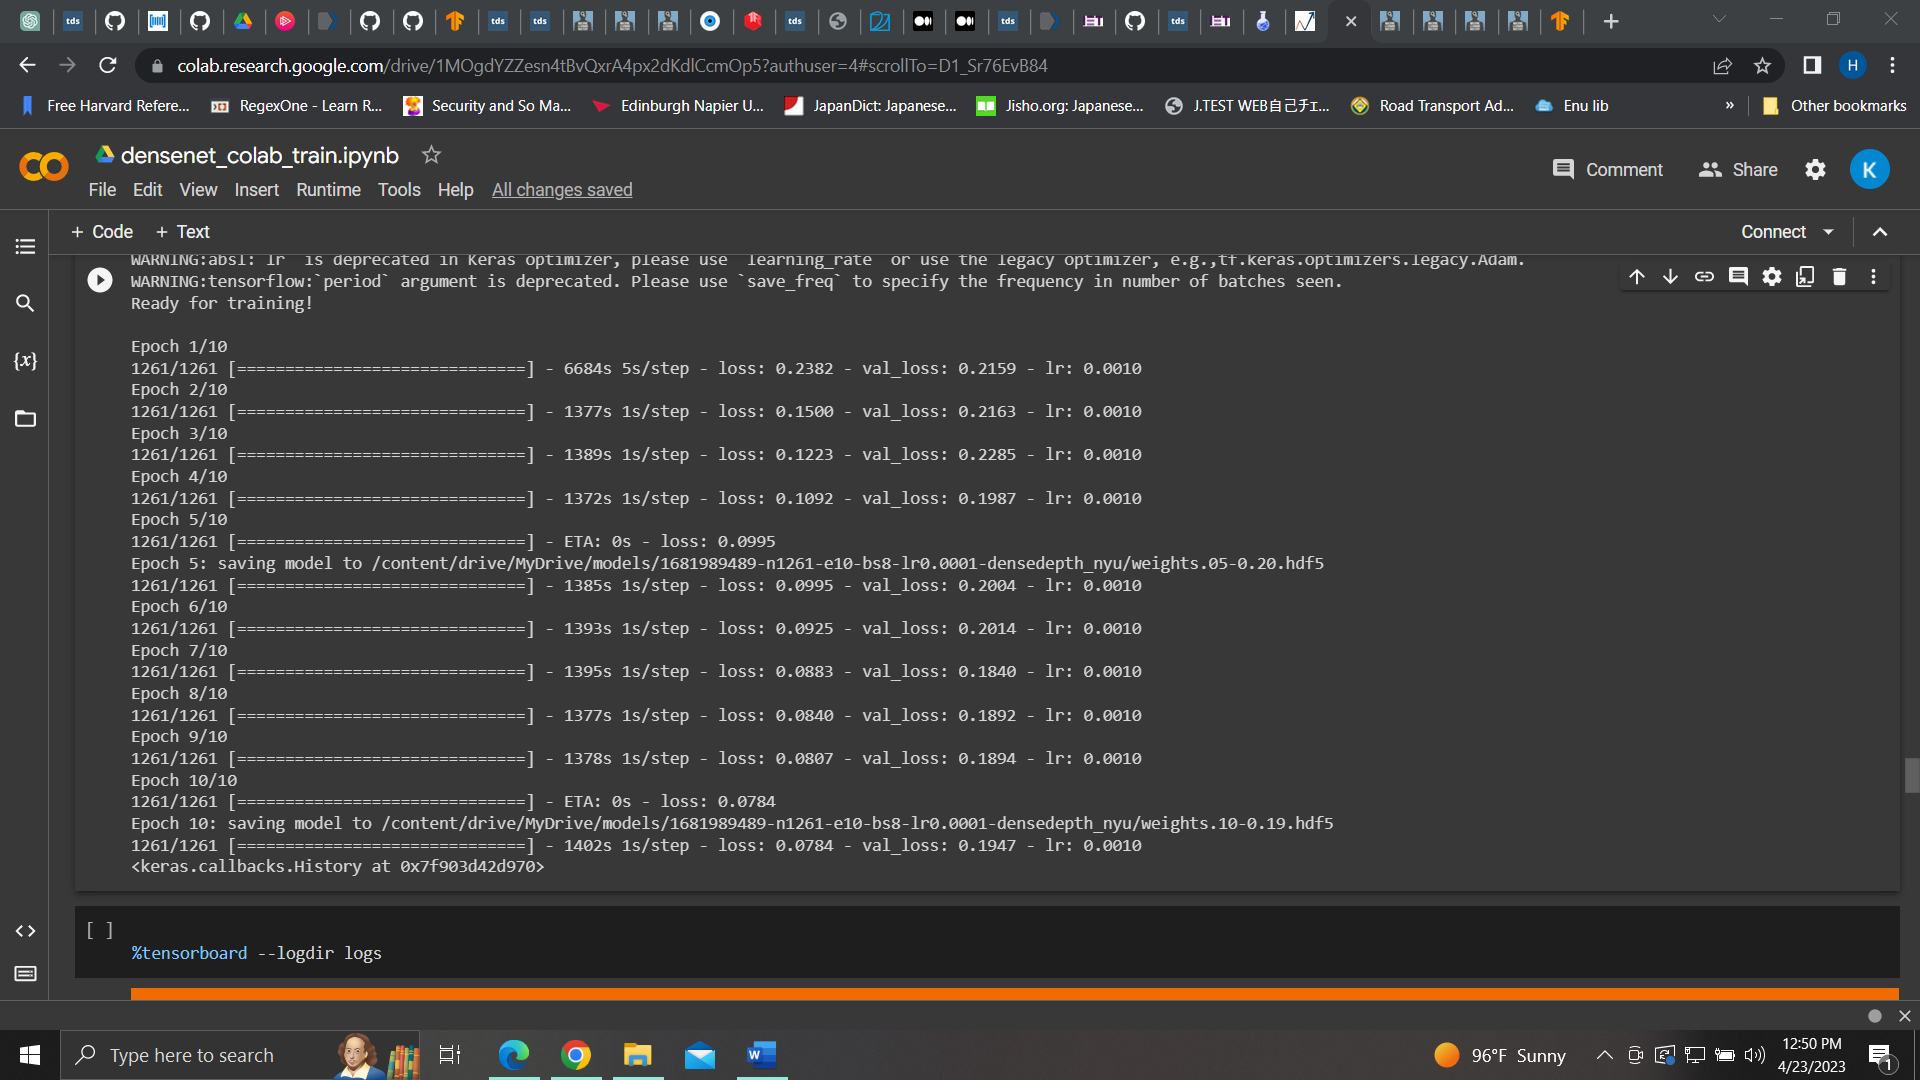 colab.research.google.com/drive/1MOgdYZZesn4tBvQxrA4px2dKdlCcmOp5?authuser=4#scrollTo=D1_Sr76EvB84
H
Free Harvard Refere...
RegexOne - Learn R...
Security and So Ma...
Edinburgh Napier U...
JapanDict: Japanese...
Jisho.org: Japanese...
J.TEST WEB自己チェ...
Road Transport Ad...
Enu lib
»
Other bookmarks
densenet_colab_train.ipynb
Comment
Share
K
File Edit View Insert Runtime Tools Help All changes saved
+ Code + Text
Connect
WARNING:absl:`lr` is deprecated in Keras optimizer, please use `learning_rate` or use the legacy optimizer, e.g.,tf.keras.optimizers.legacy.Adam.
WARNING:tensorflow:`period` argument is deprecated. Please use `save_freq` to specify the frequency in number of batches seen.
Ready for training!
Epoch 1/10
1261/1261 [==============================] - 6684s 5s/step - loss: 0.2382 - val_loss: 0.2159 - lr: 0.0010
Epoch 2/10
1261/1261 [==============================] - 1377s 1s/step - loss: 0.1500 - val_loss: 0.2163 - lr: 0.0010
Epoch 3/10
1261/1261 [==============================] - 1389s 1s/step - loss: 0.1223 - val_loss: 0.2285 - lr: 0.0010
Epoch 4/10
1261/1261 [==============================] - 1372s 1s/step - loss: 0.1092 - val_loss: 0.1987 - lr: 0.0010
Epoch 5/10
1261/1261 [==============================] - ETA: 0s - loss: 0.0995
Epoch 5: saving model to /content/drive/MyDrive/models/1681989489-n1261-e10-bs8-lr0.0001-densedepth_nyu/weights.05-0.20.hdf5
1261/1261 [==============================] - 1385s 1s/step - loss: 0.0995 - val_loss: 0.2004 - lr: 0.0010
Epoch 6/10
1261/1261 [==============================] - 1393s 1s/step - loss: 0.0925 - val_loss: 0.2014 - lr: 0.0010
Epoch 7/10
1261/1261 [==============================] - 1395s 1s/step - loss: 0.0883 - val_loss: 0.1840 - lr: 0.0010
Epoch 8/10
1261/1261 [==============================] - 1377s 1s/step - loss: 0.0840 - val_loss: 0.1892 - lr: 0.0010
Epoch 9/10
1261/1261 [==============================] - 1378s 1s/step - loss: 0.0807 - val_loss: 0.1894 - lr: 0.0010
Epoch 10/10
1261/1261 [==============================] - ETA: 0s - loss: 0.0784
Epoch 10: saving model to /content/drive/MyDrive/models/1681989489-n1261-e10-bs8-lr0.0001-densedepth_nyu/weights.10-0.19.hdf5
1261/1261 [==============================] - 1402s 1s/step - loss: 0.0784 - val_loss: 0.1947 - lr: 0.0010
<keras.callbacks.History at 0x7f903d42d970>
[ ]
%tensorboard --logdir logs
Type here to search
96°F Sunny
12:50 PM
4/23/2023
1